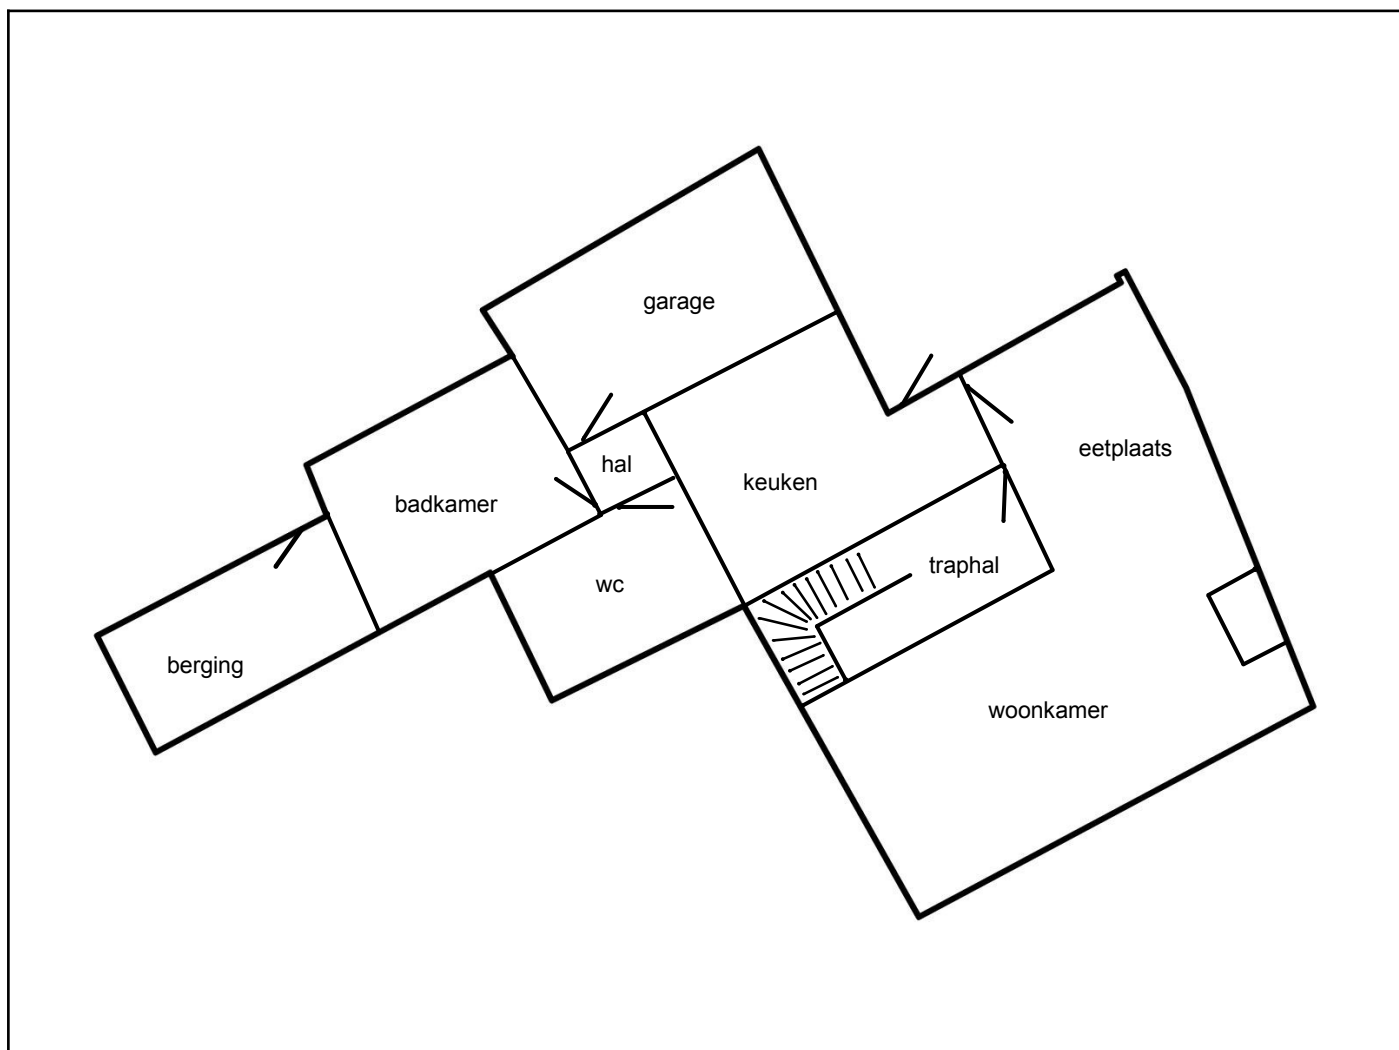 garage
eetplaats
hal
keuken
badkamer
traphal
wc
berging
woonkamer